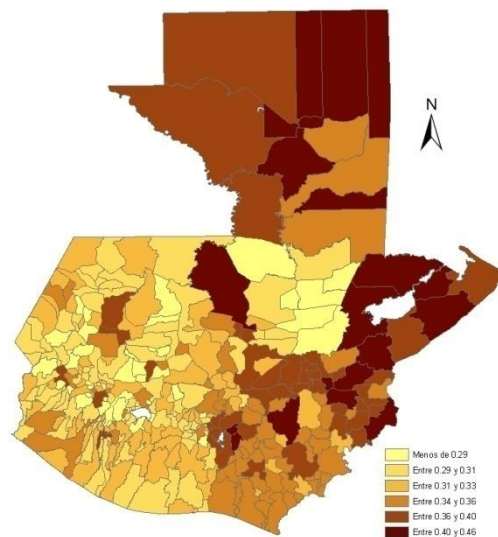 N
Menos de 0.29
Entre 0.29 y 0.31
Entre 0.31 y 0.33
Entre 0.34 y 0.36
Entre 0.36 y 0.40
Entre 0.40 y 0.46